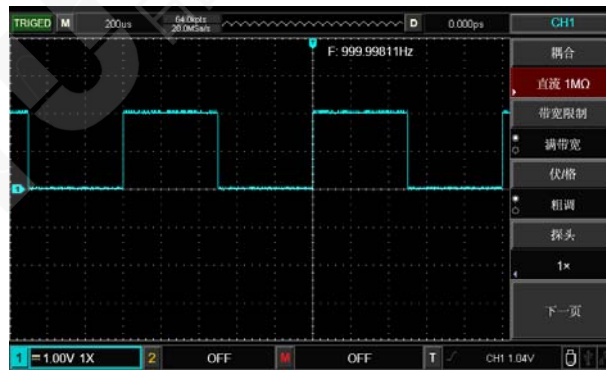 TRIGED M 200us 64.0kpts D 0.000ps CH1
20.0MSa/s
F: 999.99811Hz
耦合
直流 1MΩ
带宽限制
满带宽
伏/格
粗调
探头
1×
下一页
1
1 1.00V 1X 2 OFF M OFF T CH1 1.04V